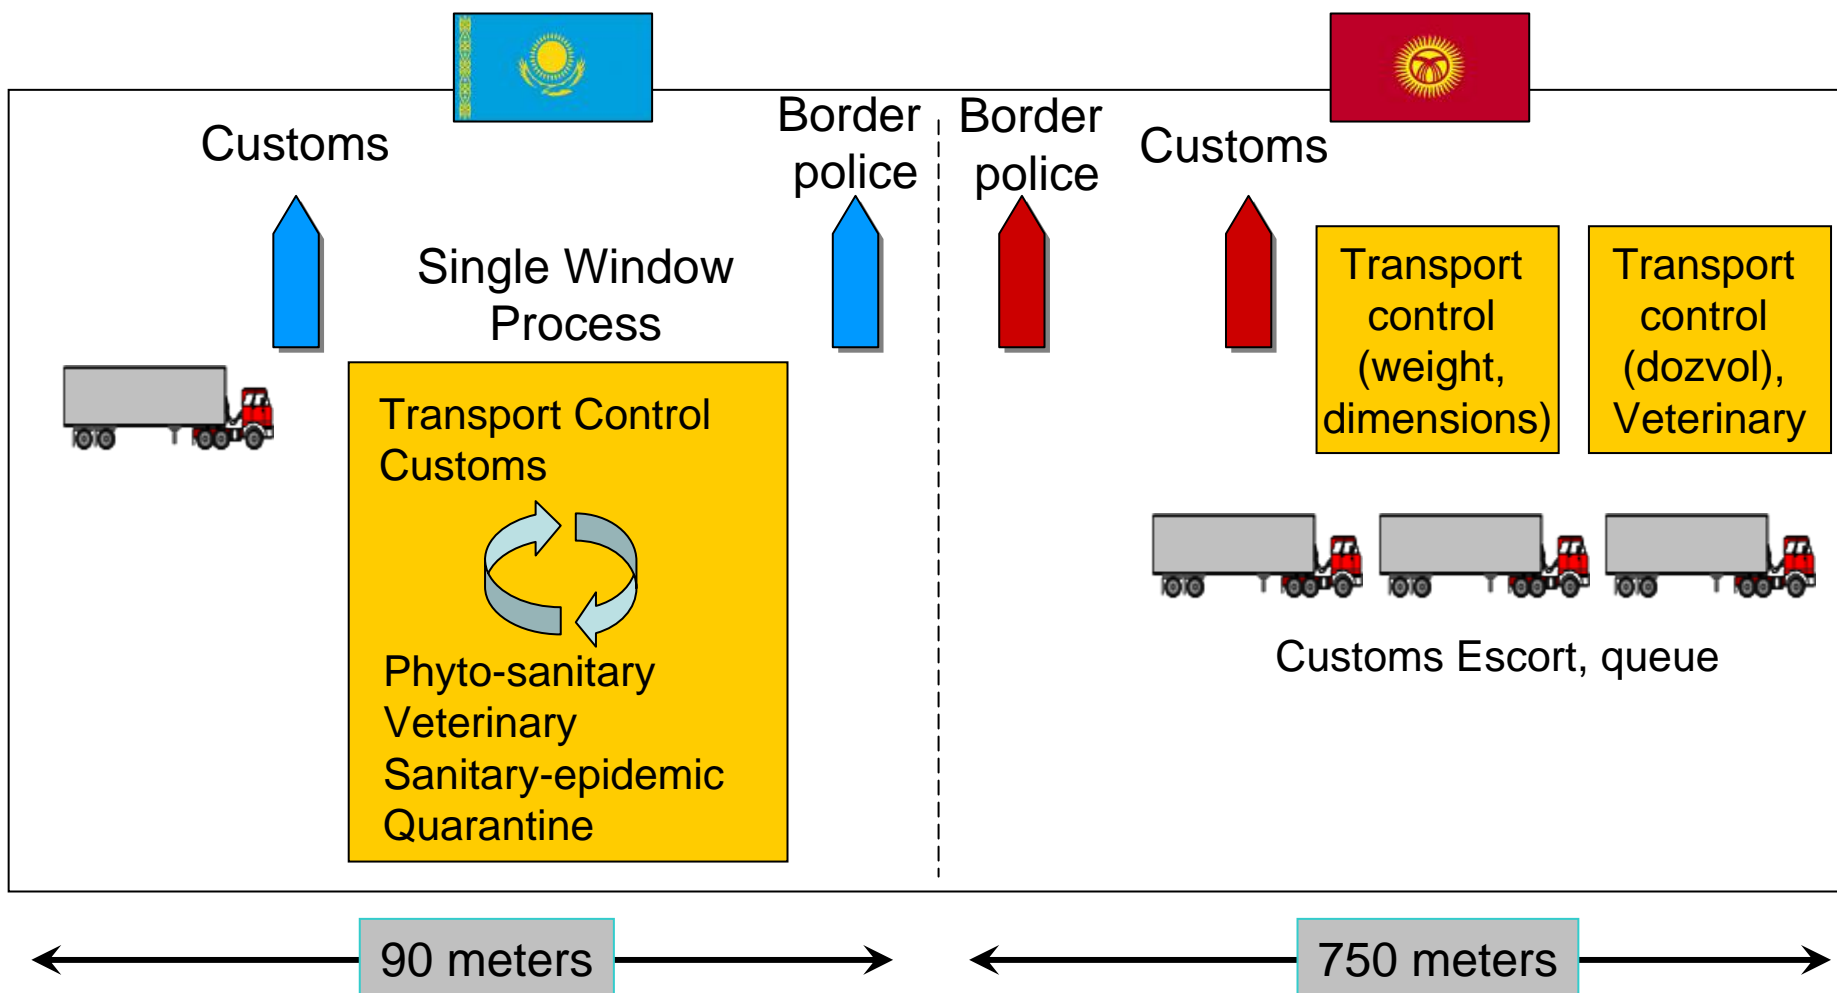 Customs
Border
police
Single Window
Process
Transport Control
Customs
Phyto-sanitary
Veterinary
Sanitary-epidemic
Quarantine
Border
police
Customs
Transport
control
(weight,
dimensions)
Transport
control
(dozvol),
Veterinary
Customs Escort, queue
90 meters
750 meters